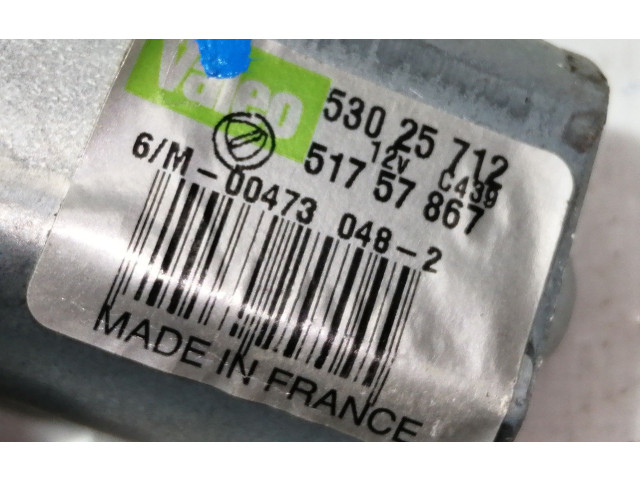 Valeo
530 25 712
12V C439
517 57 867
6/M-00473 048-2
MADE IN FRANCE